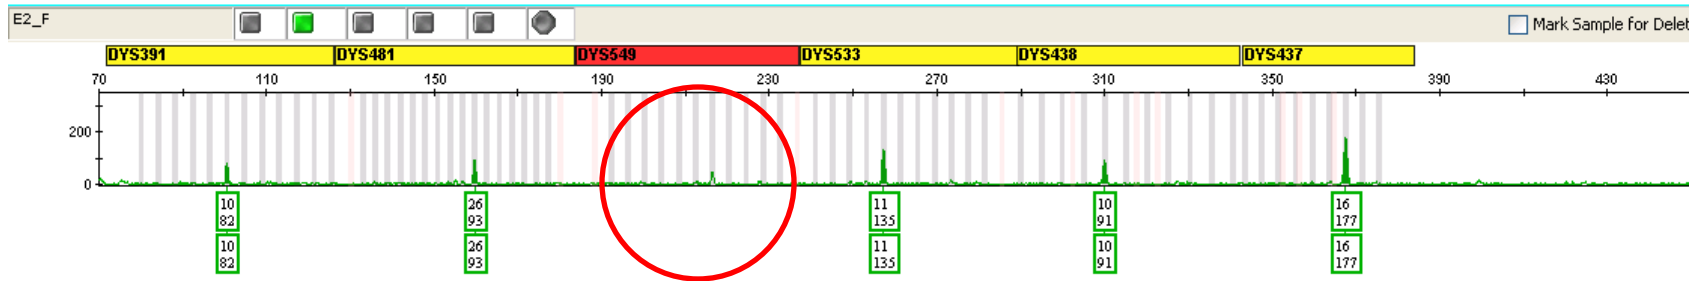 E2_F Mark Sample for Delet
DYS391 DYS481 DYS549 DYS533 DYS438 DYS437
70 110 150 190 230 270 310 350 390 430
200
0
10 26 11 10 16
82 93 135 91 177
10 26 11 10 16
82 93 135 91 177